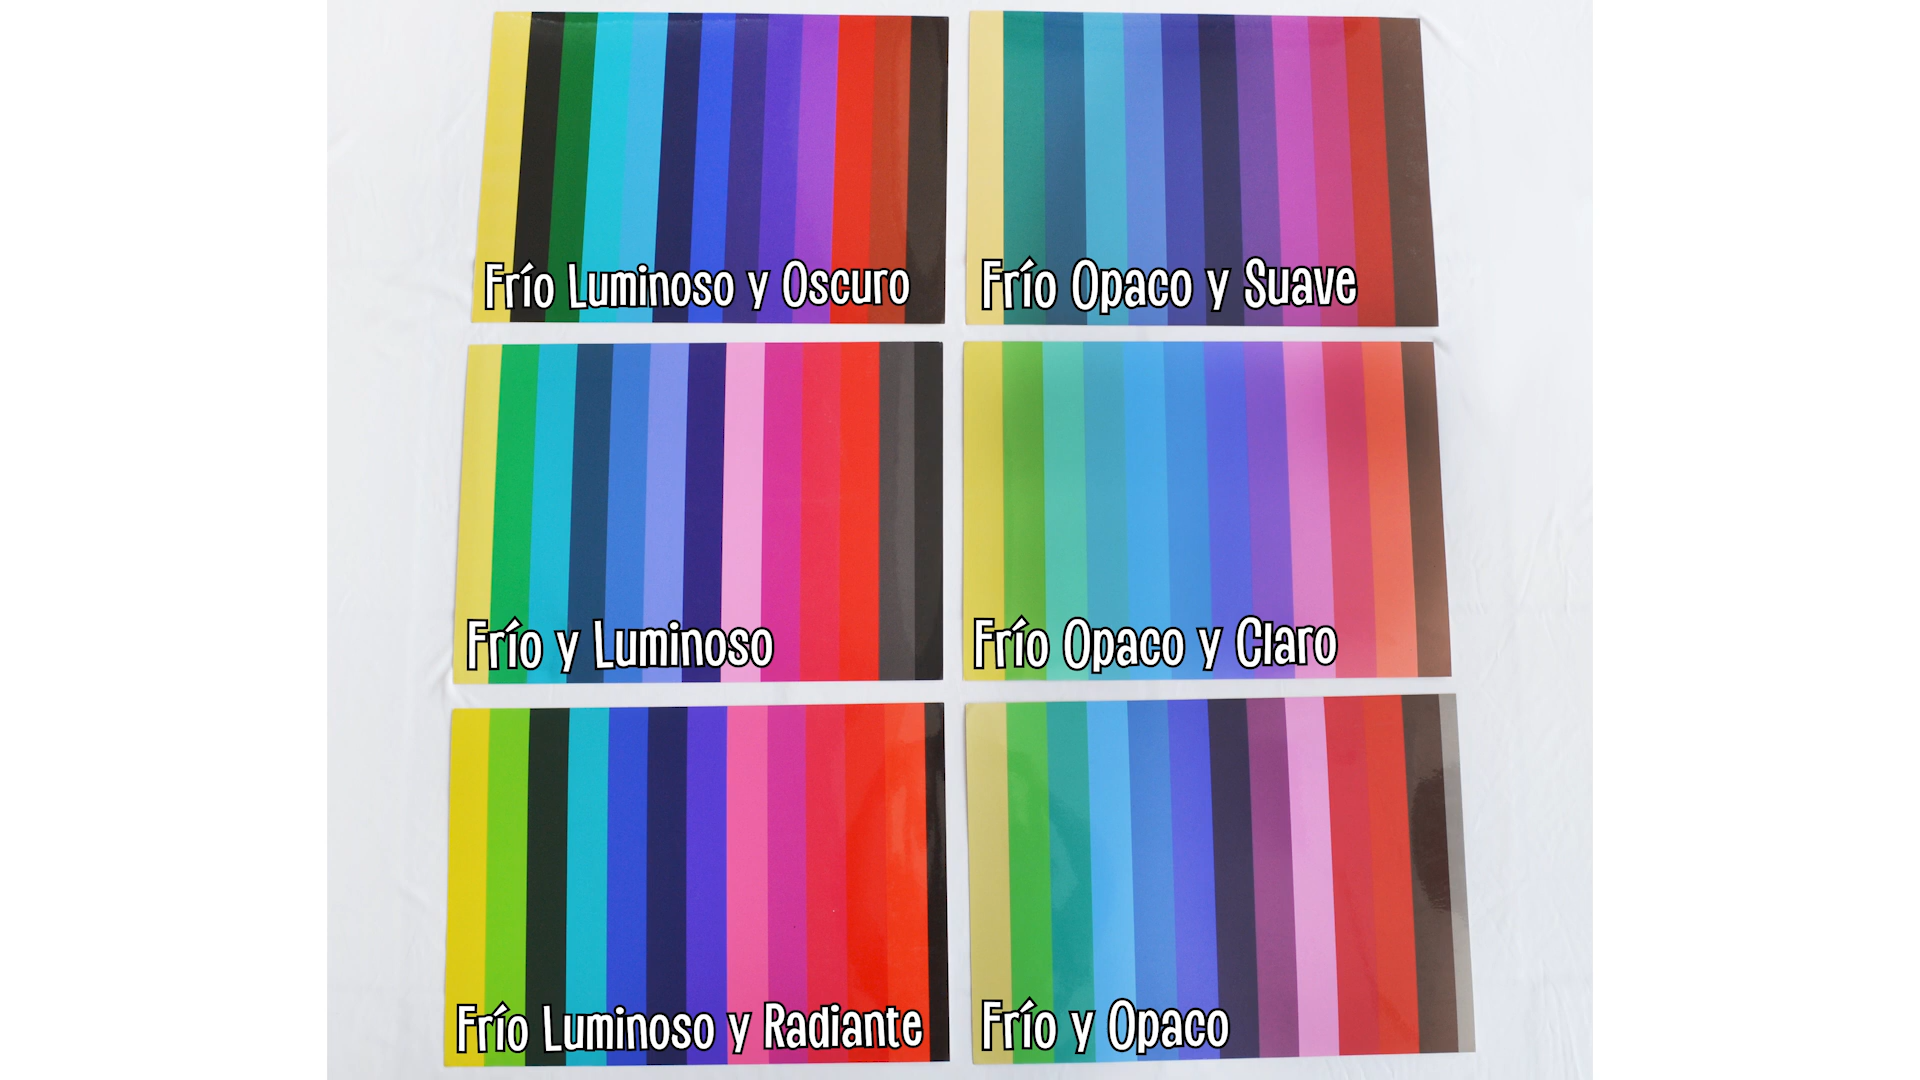 Frío Luminoso y Oscuro
Frío Opaco y Suave
Frío y Luminoso
Frío Opaco y Claro
Frío Luminoso y Radiante
Frío y Opaco